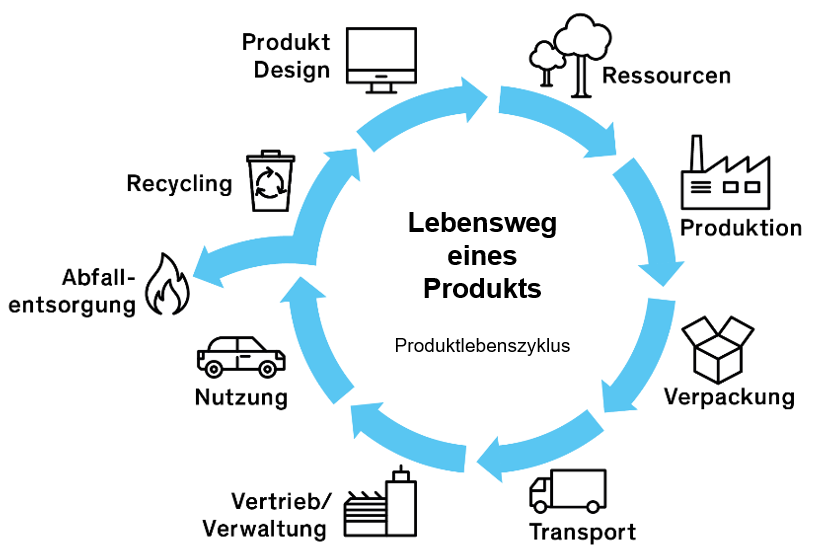 Produkt
Design
Ressourcen
Recycling
Produktion
Lebensweg
eines
Produkts
Abfall-
entsorgung
Produktlebenszyklus
Nutzung
Verpackung
Vertrieb/
Verwaltung
Transport